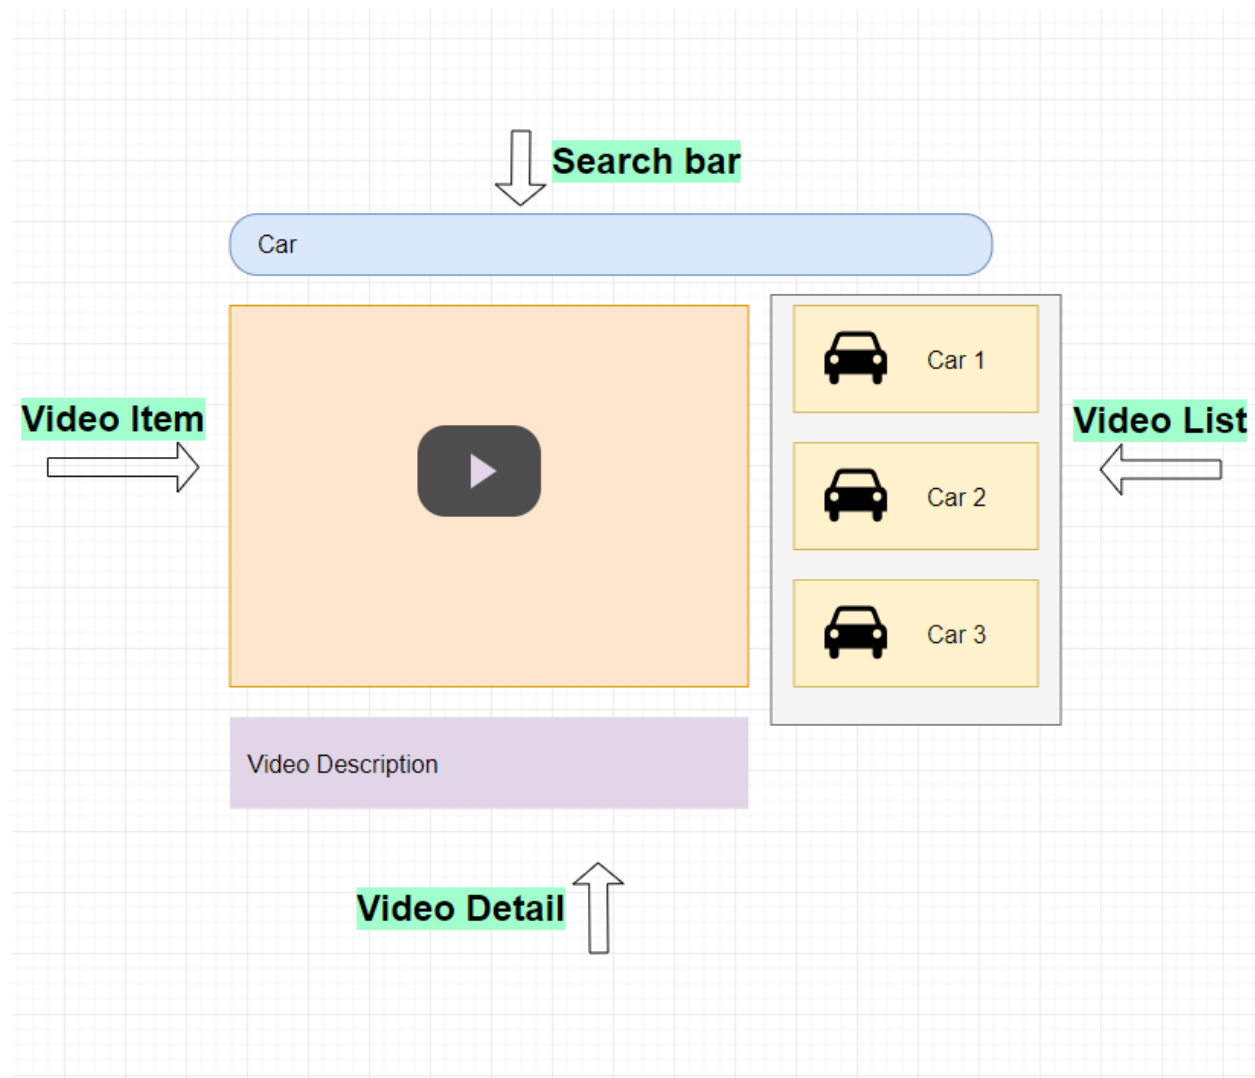 Search bar
Car
Car 1
Video Item
Video List
Car 2
Car 3
Video Description
Video Detail